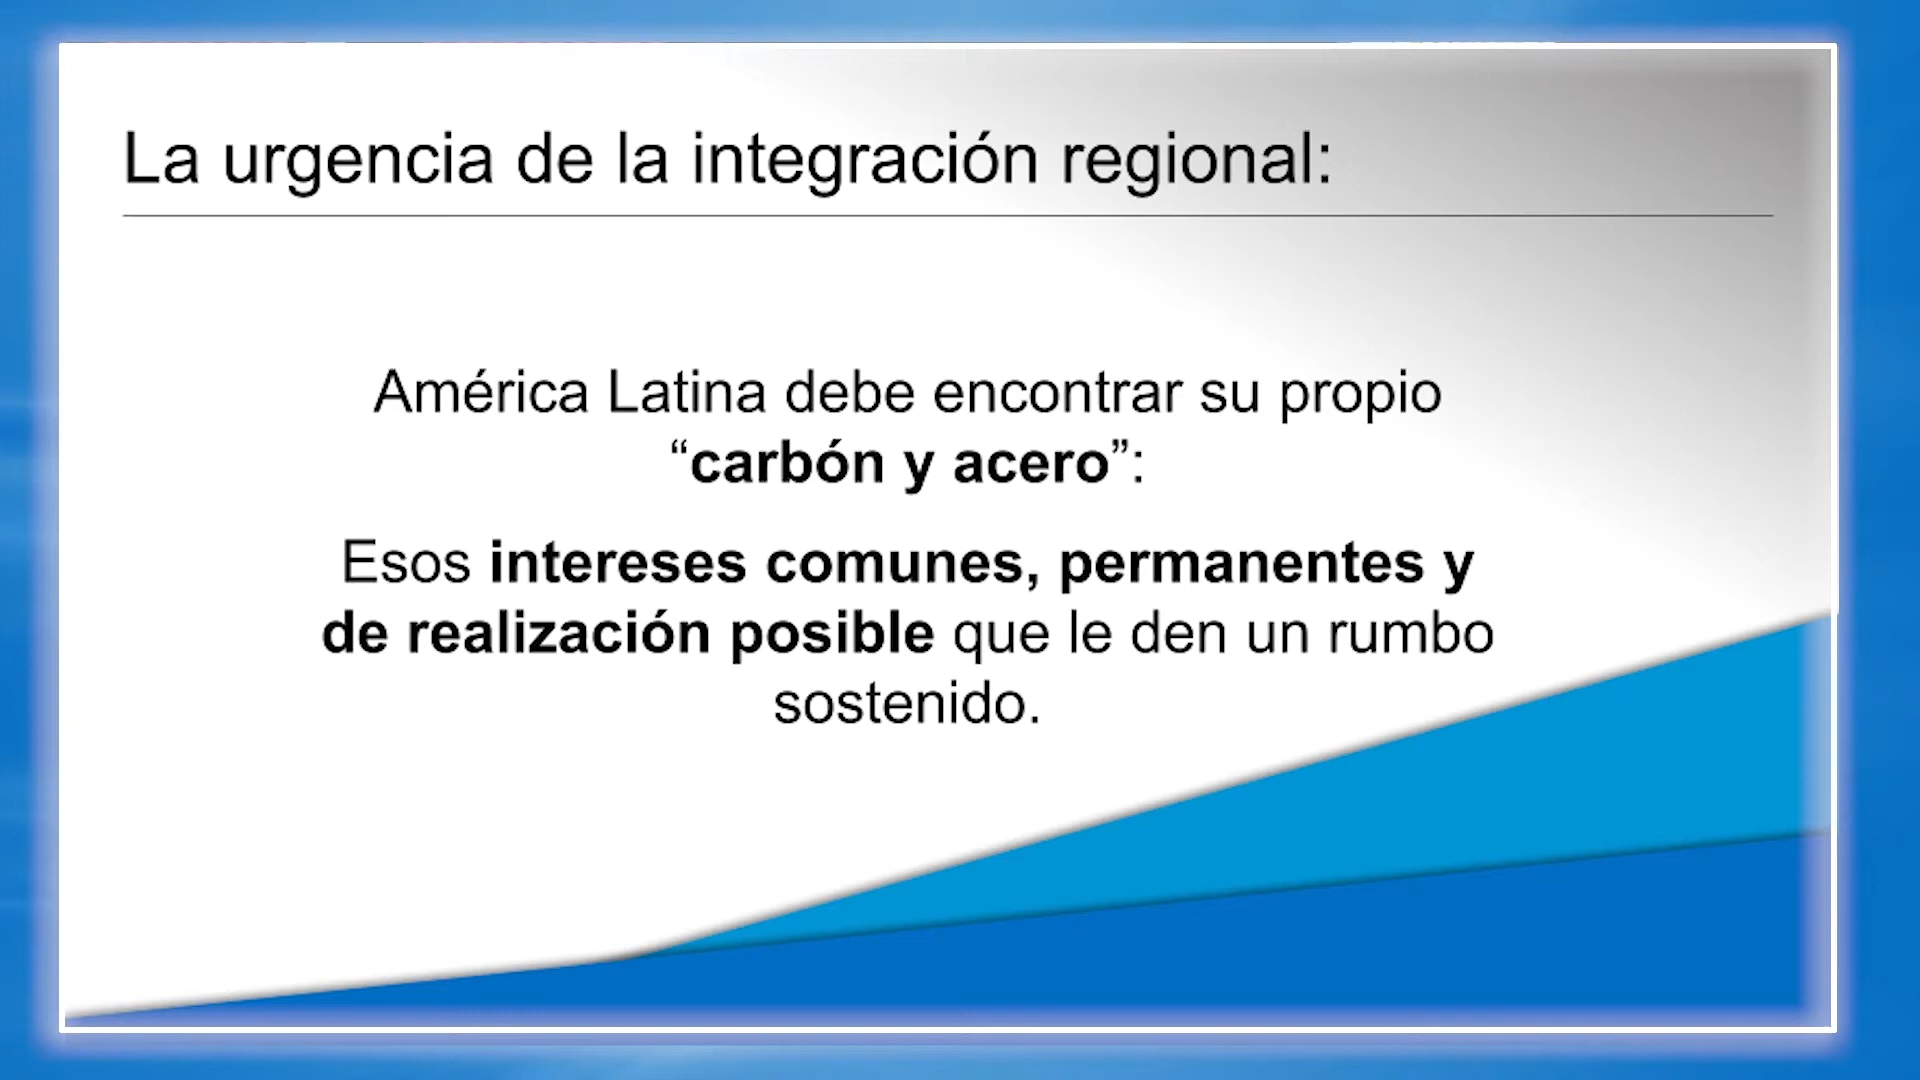 La urgencia de la integración regional:
América Latina debe encontrar su propio
“carbón y acero”:
Esos intereses comunes, permanentes y
de realización posible que le den un rumbo
sostenido.